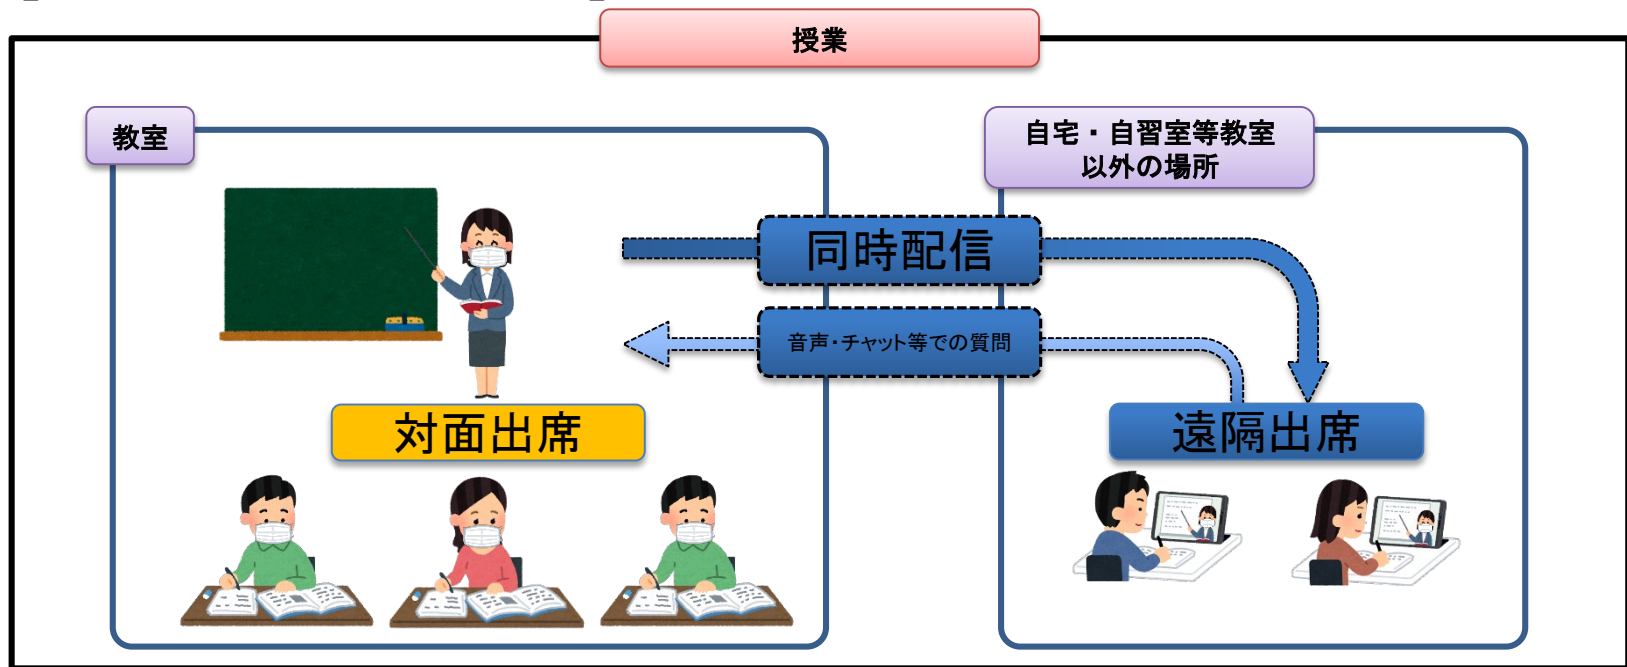 授業
教室
自宅・自習室等教室
以外の場所
同時配信
音声・チャット等での質問
対面出席
遠隔出席